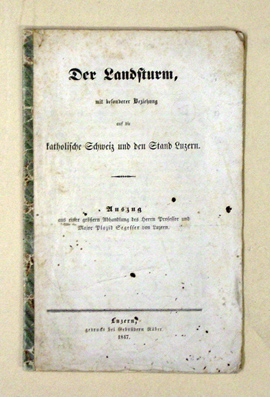 Der Landsturm,
mit besonderer Beziehung
auf die
katholische Schweiz und den Stand Luzern.
Auszug
aus einer größern Abhandlung des Herrn Professor und
Major Plazid Segesser von Luzern.
Luzern,
gedruckt bei Gebrüdern Räber
1847.